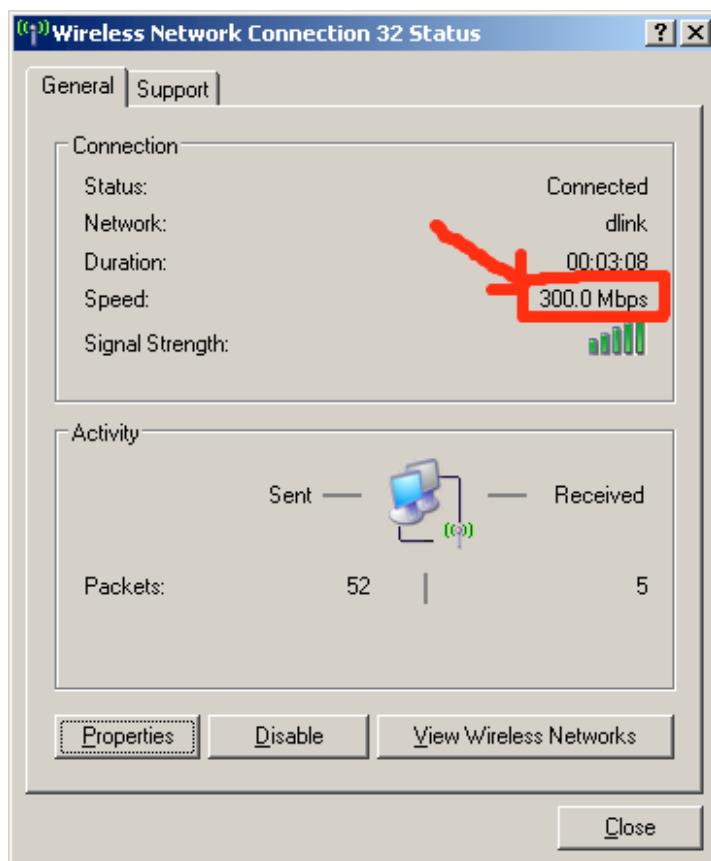 Wireless Network Connection 32 Status
General Support
Connection
Status: Connected
Network: dlink
Duration: 00:03:08
Speed: 300.0 Mbps
Signal Strength:
Activity
Sent Received
Packets: 52 5
Properties Disable View Wireless Networks
Close